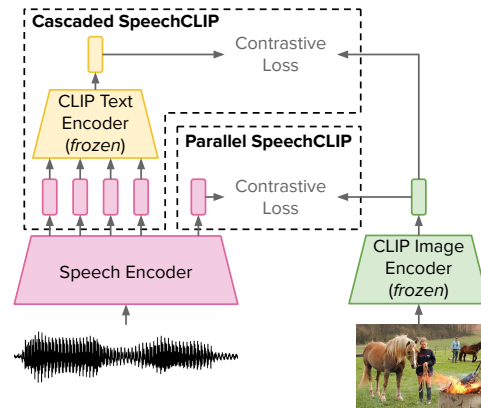 Cascaded SpeechCLIP
Contrastive
Loss
CLIP Text
Encoder
(frozen)
Parallel SpeechCLIP
Contrastive
Loss
Speech Encoder
CLIP Image
Encoder
(frozen)